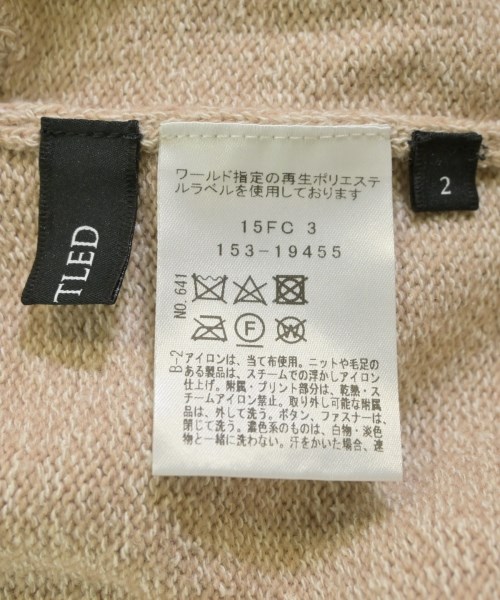 TLED
2
ワールド指定の再生ポリエステ
ルラベルを使用しております
15FC 3
153-19455
NO.641
B-2
F
W
アイロンは、当て布使用。ニットや毛足の
ある製品は、スチームでの浮かしアイロン
仕上げ。附属・プリント部分は、乾熱・ス
チームアイロン禁止。取り外し可能な附属
品は、外して洗う。ボタン、ファスナーは、
閉じて洗う。濃色系のものは、白物・淡色
物と一緒に洗わない。汗をかいた場合、速